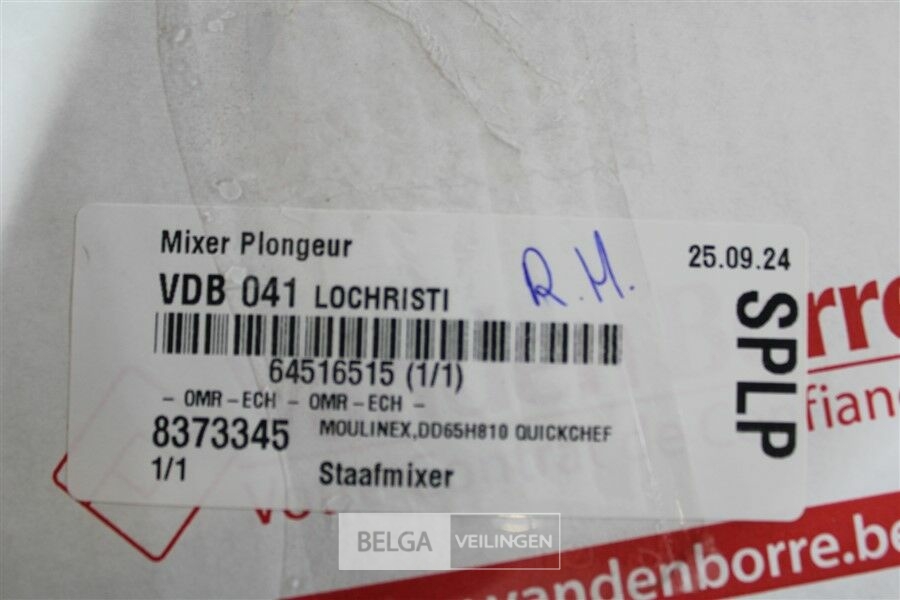 Mixer Plongeur
25.09.24
VDB 041 LOCHRISTI
R.M.
SPLP
64516515 (1/1)
- OMR-ECH - OMR-ECH -
8373345 MOULINEX,DD65H810 QUICKCHEF
1/1 Staafmixer
BELGA VEILINGEN
vandenborre.be